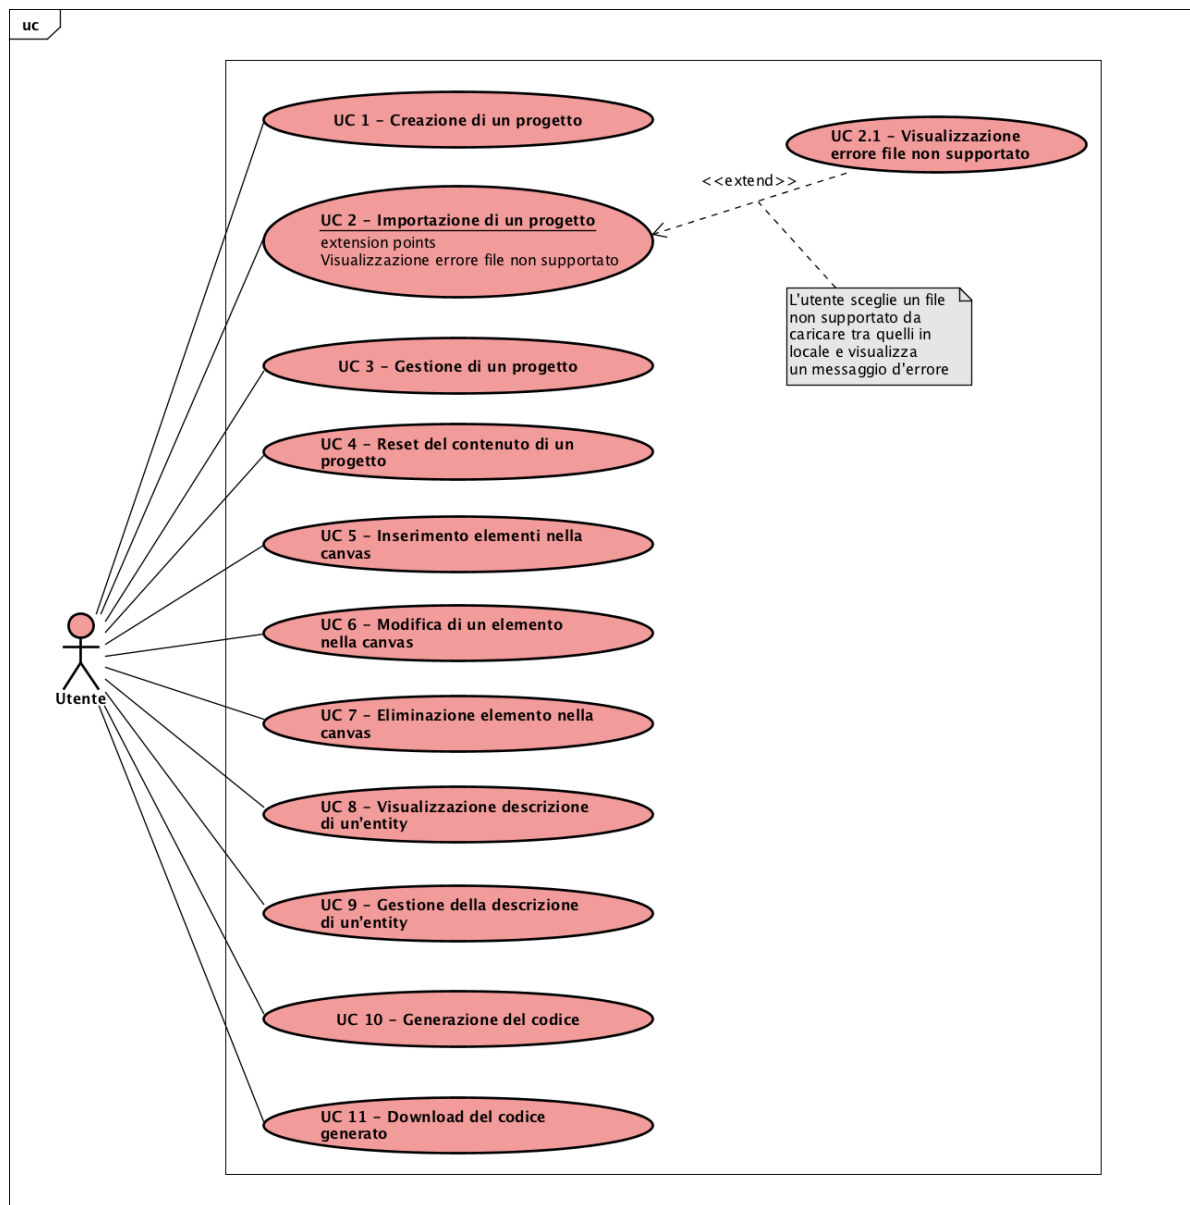 uc
UC 1 – Creazione di un progetto
UC 2.1 – Visualizzazione
errore file non supportato
<<extend>>
UC 2 – Importazione di un progetto
extension points
Visualizzazione errore file non supportato
L'utente sceglie un file
non supportato da
caricare tra quelli in
locale e visualizza
un messaggio d'errore
UC 3 – Gestione di un progetto
UC 4 – Reset del contenuto di un
progetto
UC 5 – Inserimento elementi nella
canvas
UC 6 – Modifica di un elemento
nella canvas
Utente
UC 7 – Eliminazione elemento nella
canvas
UC 8 – Visualizzazione descrizione
di un'entity
UC 9 – Gestione della descrizione
di un'entity
UC 10 – Generazione del codice
UC 11 – Download del codice
generato